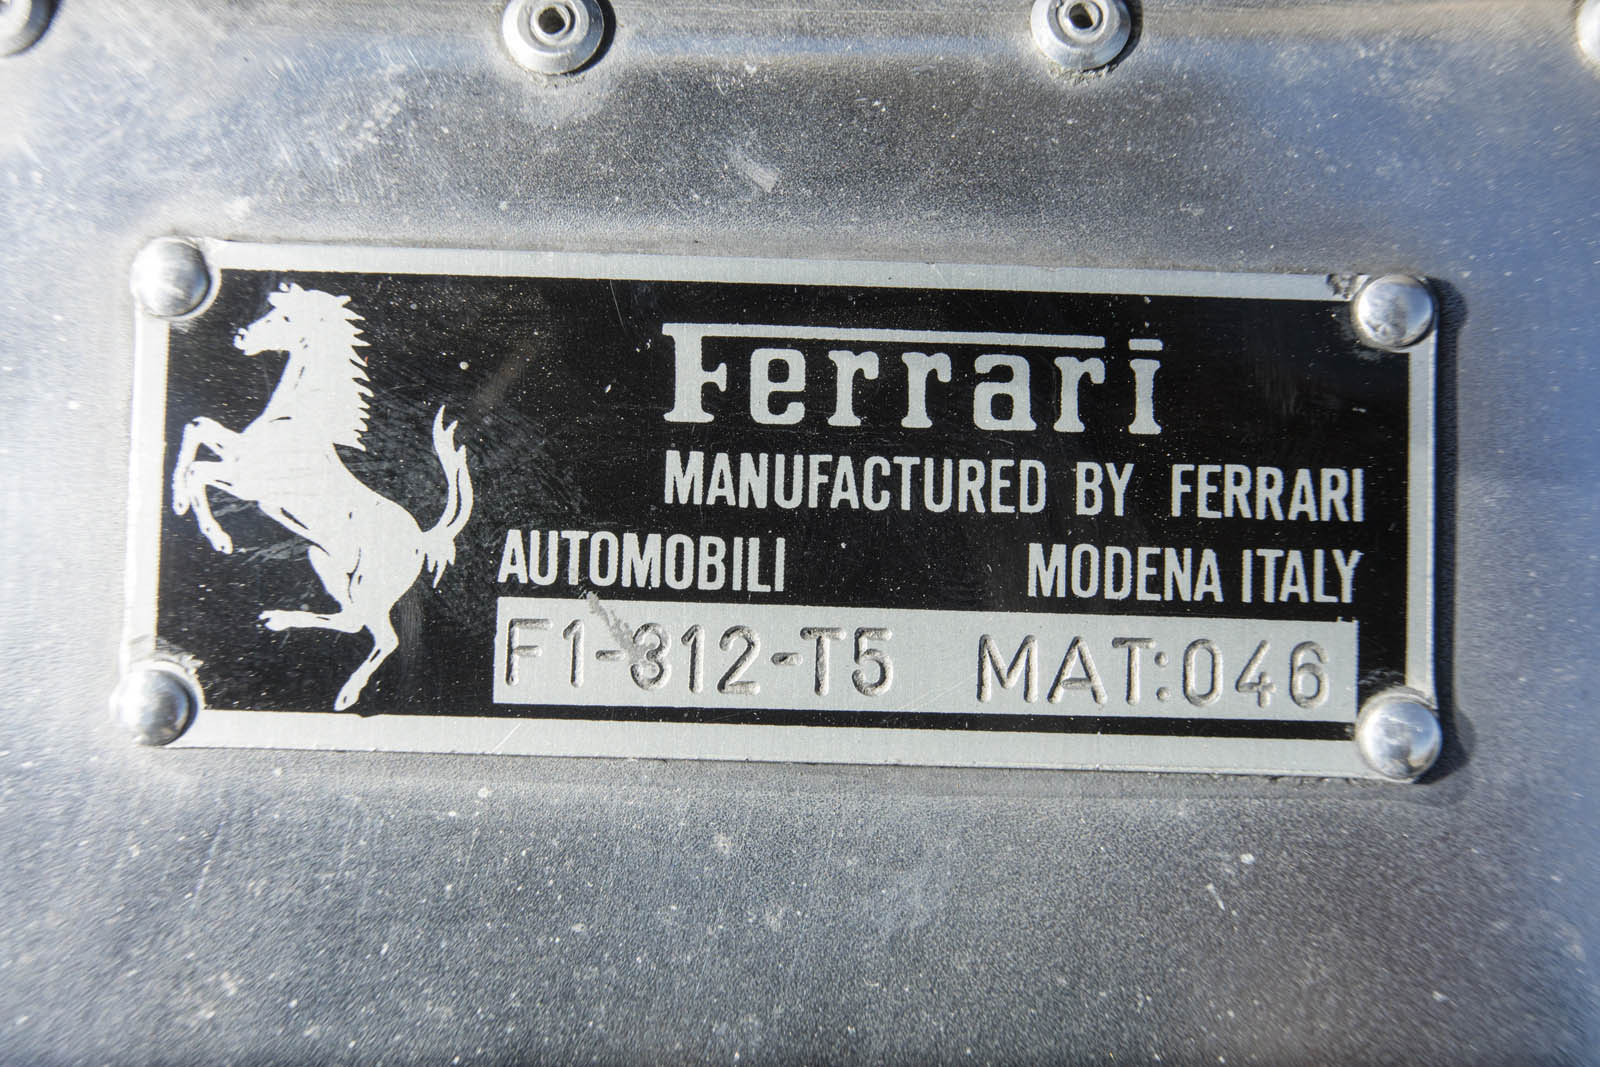 Ferrari
MANUFACTURED BY FERRARI
AUTOMOBILI MODENA ITALY
F1-312-T5 MAT:046